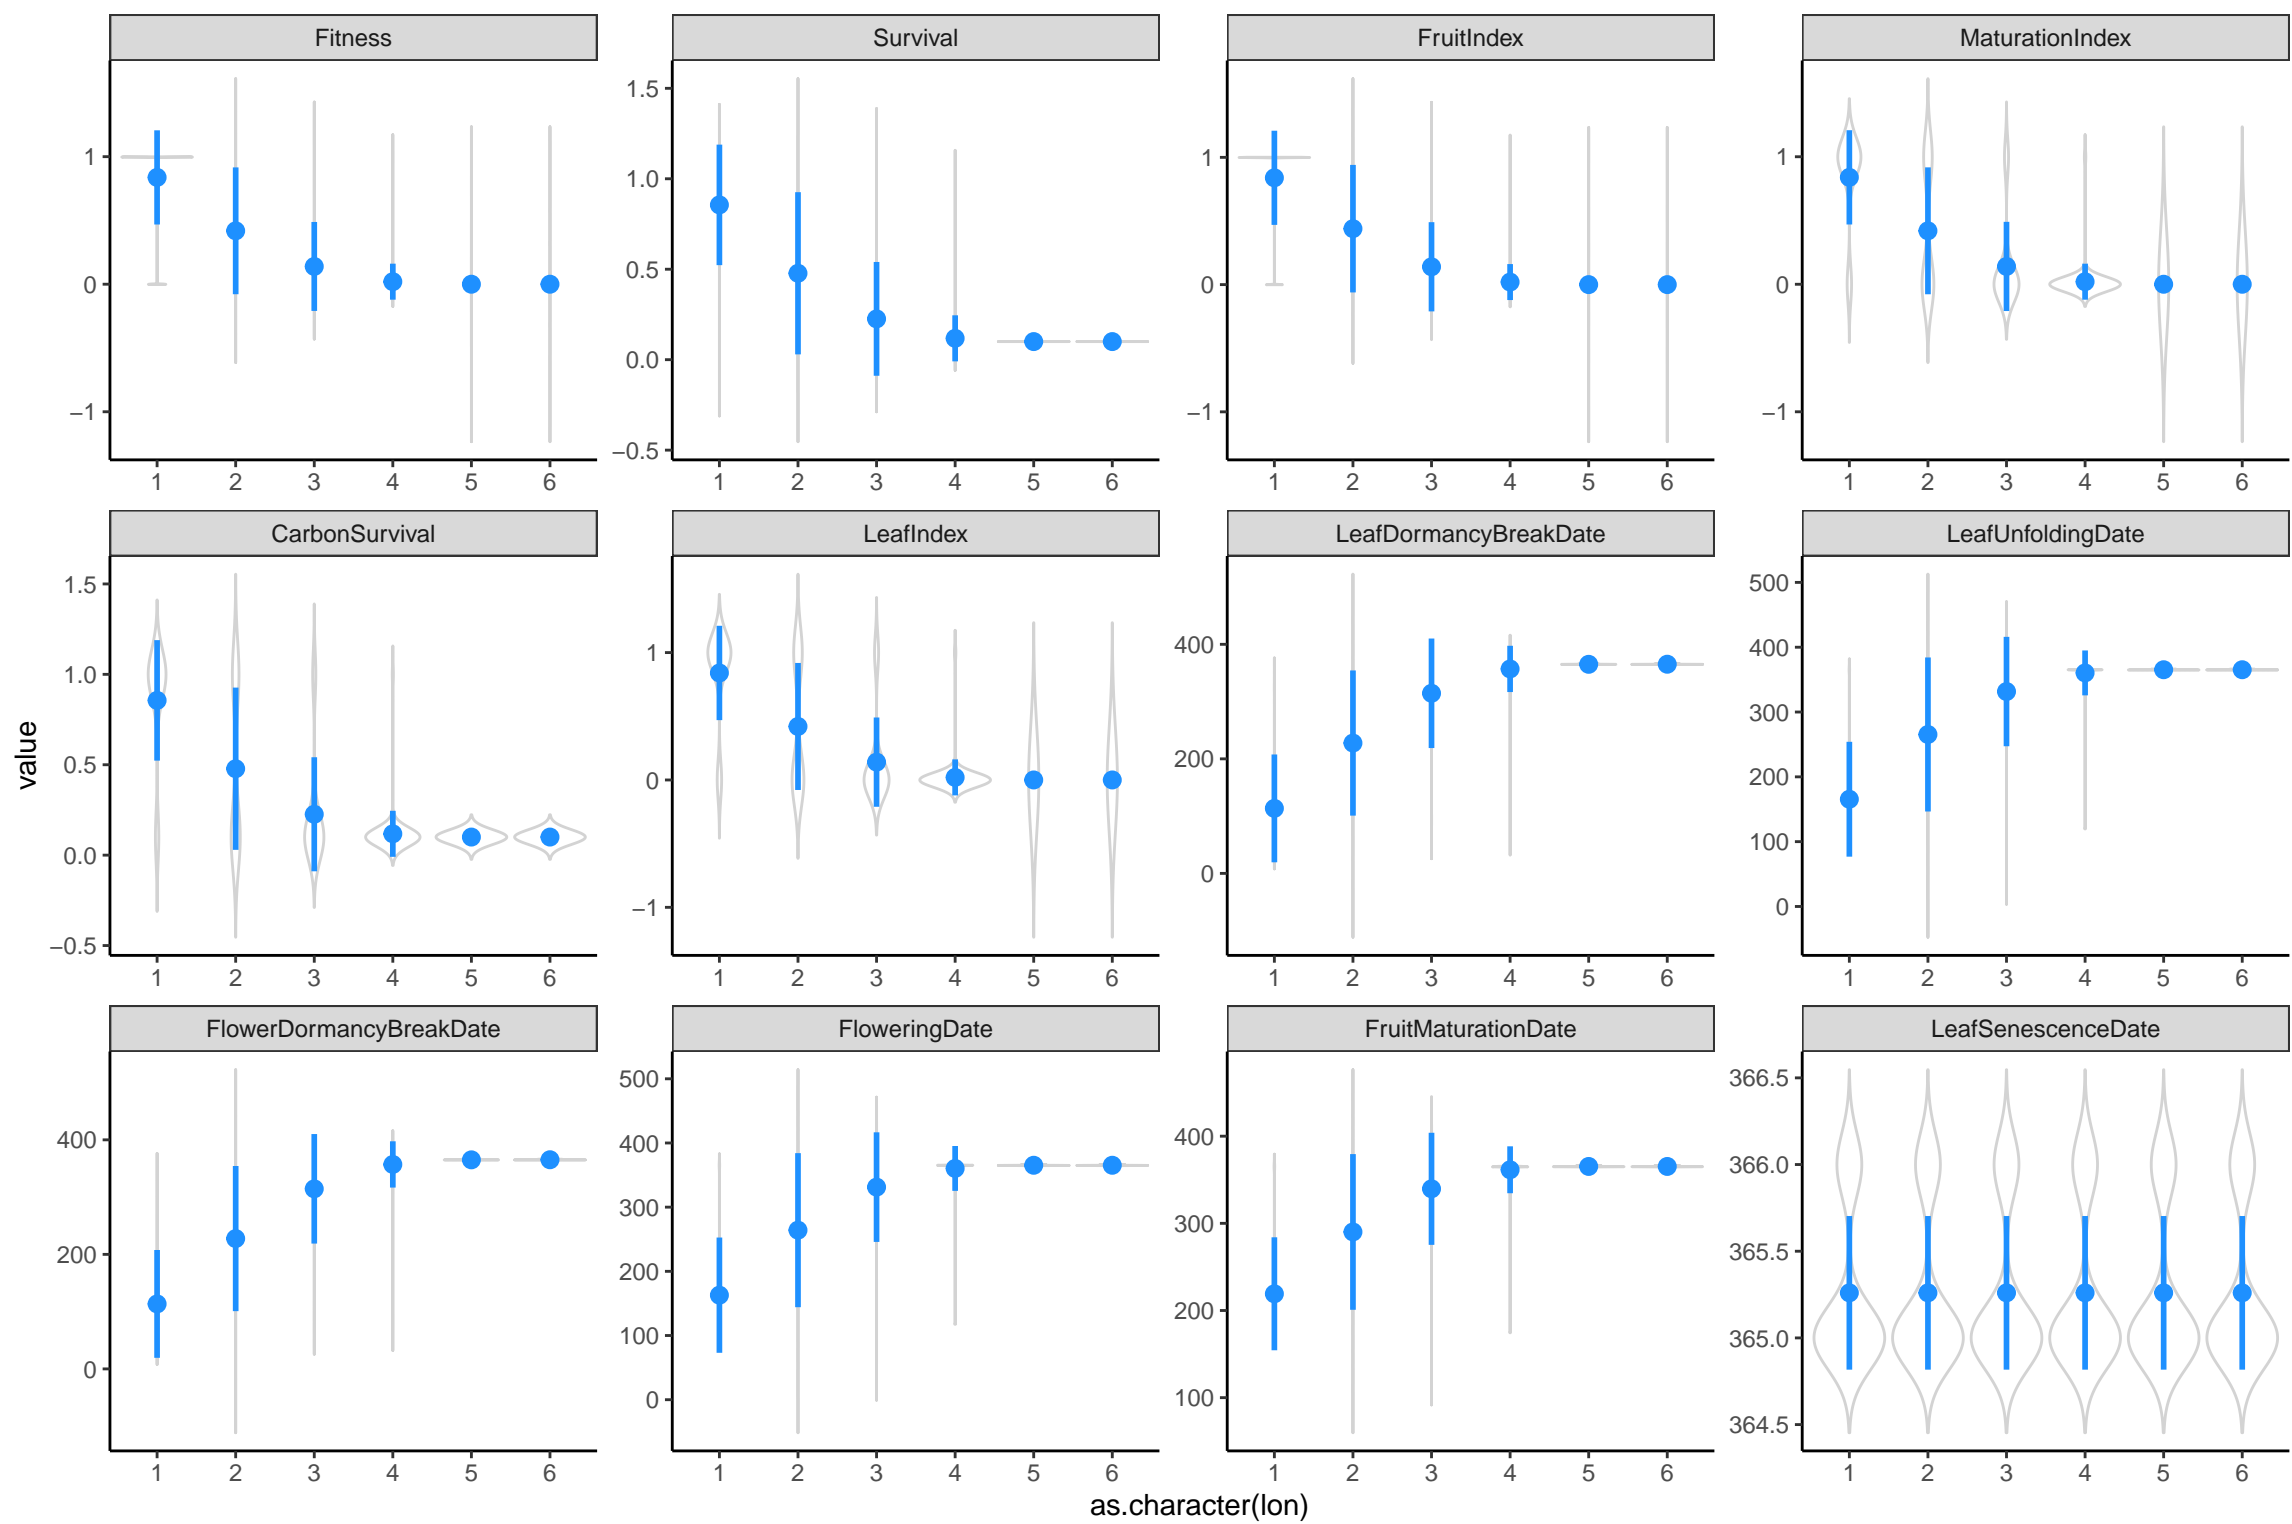 Fitness Survival FruitIndex MaturationIndex
1 0 −1
1.5 1.0 0.5 0.0 −0.5
1 0 −1
1 0 −1
1 2 3 4 5 6 1 2 3 4 5 6 1 2 3 4 5 6 1 2 3 4 5 6
CarbonSurvival LeafIndex LeafDormancyBreakDate LeafUnfoldingDate
value
1.5 1.0 0.5 0.0 −0.5
1 0 −1
400 200 0
500 400 300 200 100 0
1 2 3 4 5 6 1 2 3 4 5 6 1 2 3 4 5 6 1 2 3 4 5 6
FlowerDormancyBreakDate FloweringDate FruitMaturationDate LeafSenescenceDate
400 200 0
500 400 300 200 100 0
400 300 200 100
366.5 366.0 365.5 365.0 364.5
1 2 3 4 5 6 1 2 3 4 5 6 1 2 3 4 5 6 1 2 3 4 5 6
as.character(lon)